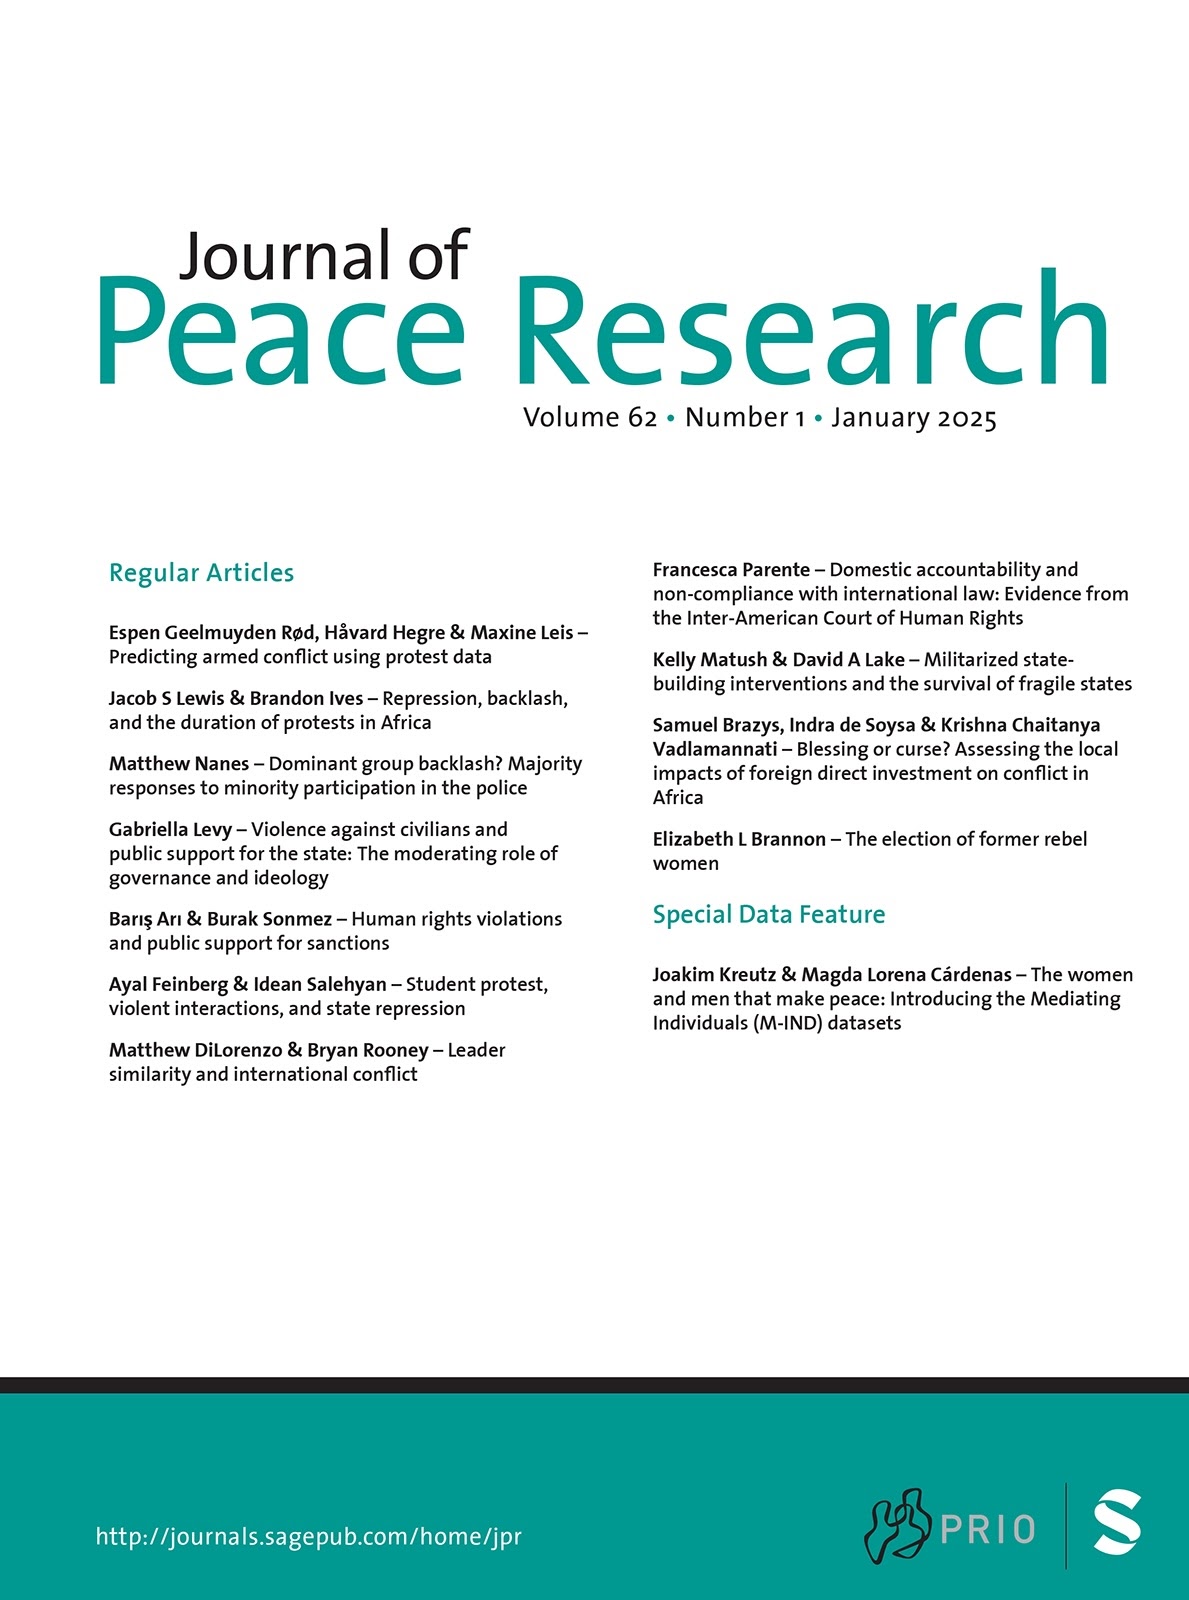 Journal of
Peace Research
Volume 62 • Number 1 • January 2025
Regular Articles
Espen Geelmuyden Rød, Håvard Hegre & Maxine Leis –
Predicting armed conflict using protest data
Jacob S Lewis & Brandon Ives – Repression, backlash,
and the duration of protests in Africa
Matthew Nanes – Dominant group backlash? Majority
responses to minority participation in the police
Gabriella Levy – Violence against civilians and
public support for the state: The moderating role of
governance and ideology
Barış Arı & Burak Sonmez – Human rights violations
and public support for sanctions
Ayal Feinberg & Idean Salehyan – Student protest,
violent interactions, and state repression
Matthew DiLorenzo & Bryan Rooney – Leader
similarity and international conflict
Francesca Parente – Domestic accountability and
non-compliance with international law: Evidence from
the Inter-American Court of Human Rights
Kelly Matush & David A Lake – Militarized state-
building interventions and the survival of fragile states
Samuel Brazys, Indra de Soysa & Krishna Chaitanya
Vadlamannati – Blessing or curse? Assessing the local
impacts of foreign direct investment on conflict in
Africa
Elizabeth L Brannon – The election of former rebel
women
Special Data Feature
Joakim Kreutz & Magda Lorena Cárdenas – The women
and men that make peace: Introducing the Mediating
Individuals (M-IND) datasets
http://journals.sagepub.com/home/jpr
PRIO
S